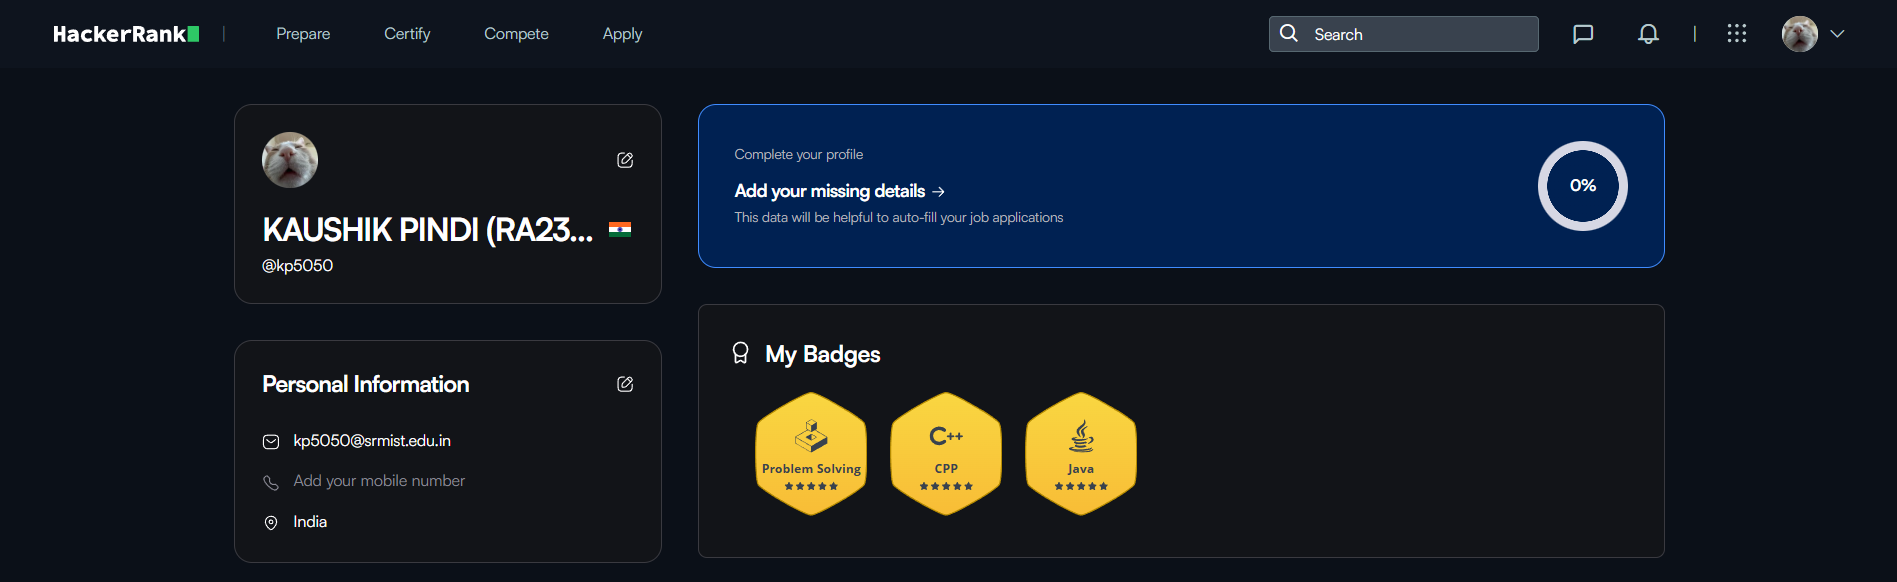 HackerRank
Prepare
Certify
Compete
Apply
Search
KAUSHIK PINDI (RA23...
@kp5050
Personal Information
kp5050@srmist.edu.in
Add your mobile number
India
Complete your profile
Add your missing details →
This data will be helpful to auto-fill your job applications
0%
My Badges
C++
Problem Solving
CPP
Java